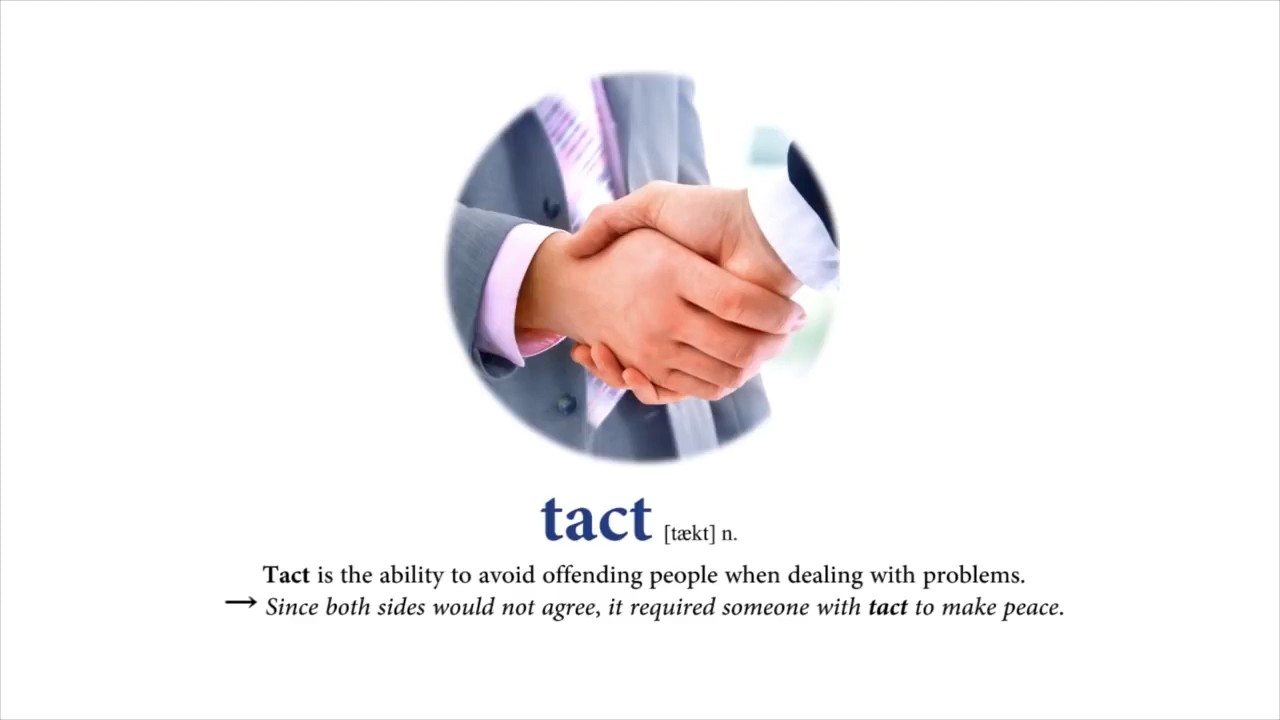 tact [tækt] n.
Tact is the ability to avoid offending people when dealing with problems.
→ Since both sides would not agree, it required someone with tact to make peace.